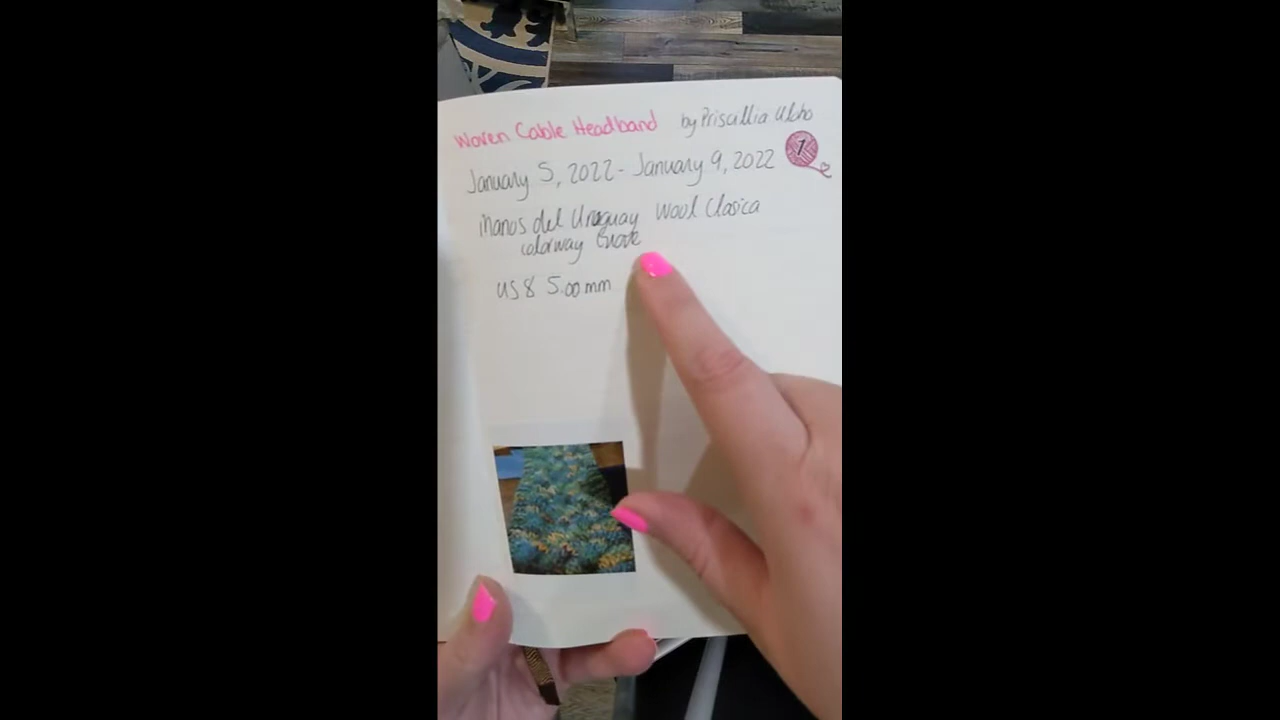 Woven Cable Headband by Priscillia
1
January 5, 2022 - January 9, 2022
Manos del Uruguay Wool Clasica
colorway
US 8 5.00 mm